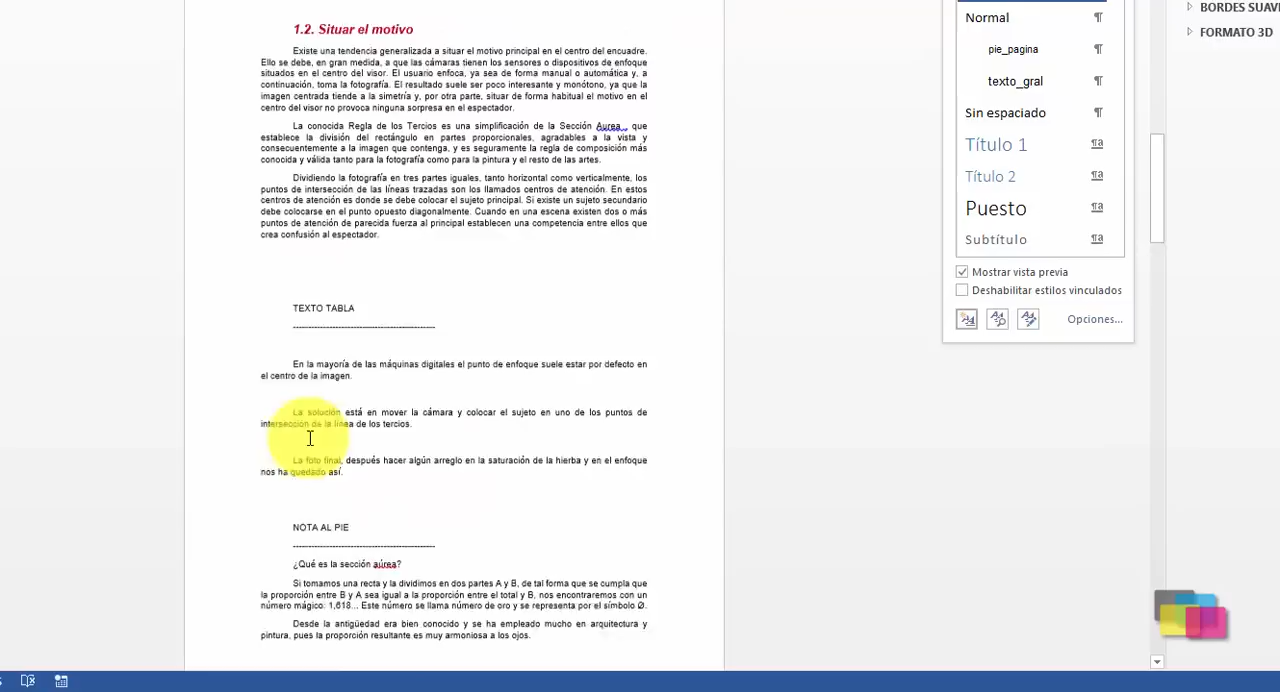 1.2. Situar el motivo
Existe una tendencia generalizada a situar el motivo principal en el centro del encuadre.
Ello se debe, en gran medida, a que las cámaras tienen los sensores o dispositivos de enfoque
situados en el centro del visor. El usuario enfoca, ya sea de forma manual o automática y, a
continuación, toma la fotografía. El resultado suele ser poco interesante y monótono, ya que la
imagen centrada tiende a la simetría y, por otra parte, situar de forma habitual el motivo en el
centro del visor no provoca ninguna sorpresa en el espectador.
La conocida Regla de los Tercios es una simplificación de la Sección Aurea, que
establece la división del rectángulo en partes proporcionales, agradables a la vista y
consecuentemente a la imagen que contenga, y es seguramente la regla de composición más
conocida y válida tanto para la fotografía como para la pintura y el resto de las artes.
Dividiendo la fotografía en tres partes iguales, tanto horizontal como verticalmente, los
puntos de intersección de las líneas trazadas son los llamados centros de atención. En estos
centros de atención es donde se debe colocar el sujeto principal. Si existe un sujeto secundario
debe colocarse en el punto opuesto diagonalmente. Cuando en una escena existen dos o más
puntos de atención de parecida fuerza al principal establecen una competencia entre ellos que
crea confusión al espectador.
TEXTO TABLA
------------------------------------------------
En la mayoría de las máquinas digitales el punto de enfoque suele estar por defecto en
el centro de la imagen.
La solución está en mover la cámara y colocar el sujeto en uno de los puntos de
intersección de la línea de los tercios.
La foto final, después hacer algún arreglo en la saturación de la hierba y en el enfoque
nos ha quedado así.
NOTA AL PIE
------------------------------------------------
¿Qué es la sección aúrea?
Si tomamos una recta y la dividimos en dos partes A y B, de tal forma que se cumpla que
la proporción entre B y A sea igual a la proporción entre el total y B, nos encontraremos con un
número mágico: 1,618... Este número se llama número de oro y se representa por el símbolo Ø.
Desde la antigüedad era bien conocido y se ha empleado mucho en arquitectura y
pintura, pues la proporción resultante es muy armoniosa a los ojos.
Normal ¶
pie_pagina ¶
texto_gral ¶
Sin espaciado ¶
Título 1 ¶a
Título 2 ¶a
Puesto ¶a
Subtítulo ¶a
Mostrar vista previa
Deshabilitar estilos vinculados
Opciones...
FORMATO 3D